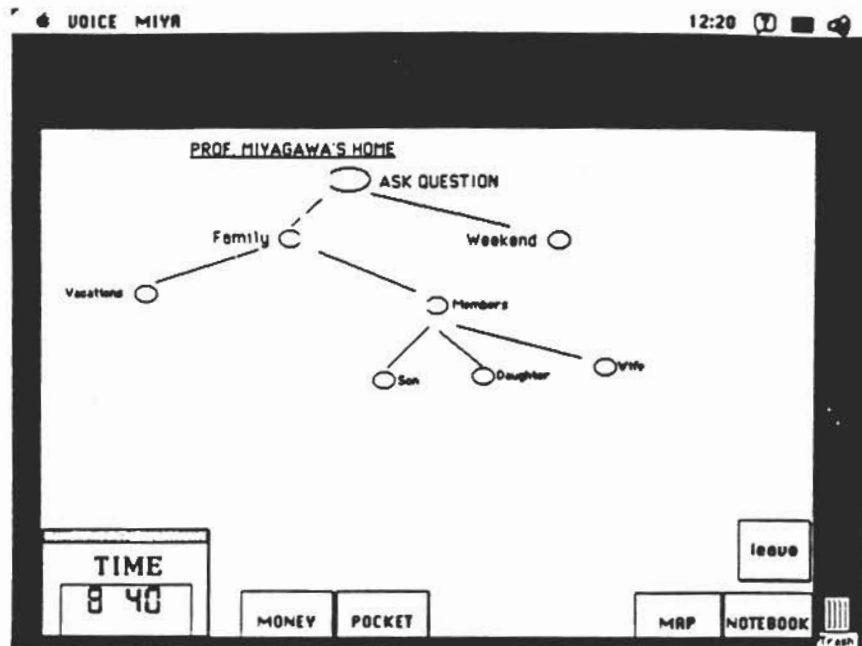 VOICE MIYA 12:20
PROF. MIYAGAWA'S HOME
ASK QUESTION
Family
Weekend
Vacations
Members
Son
Daughter
Wife
leave
TIME
8 40
MONEY
POCKET
MAP
NOTEBOOK
Trash